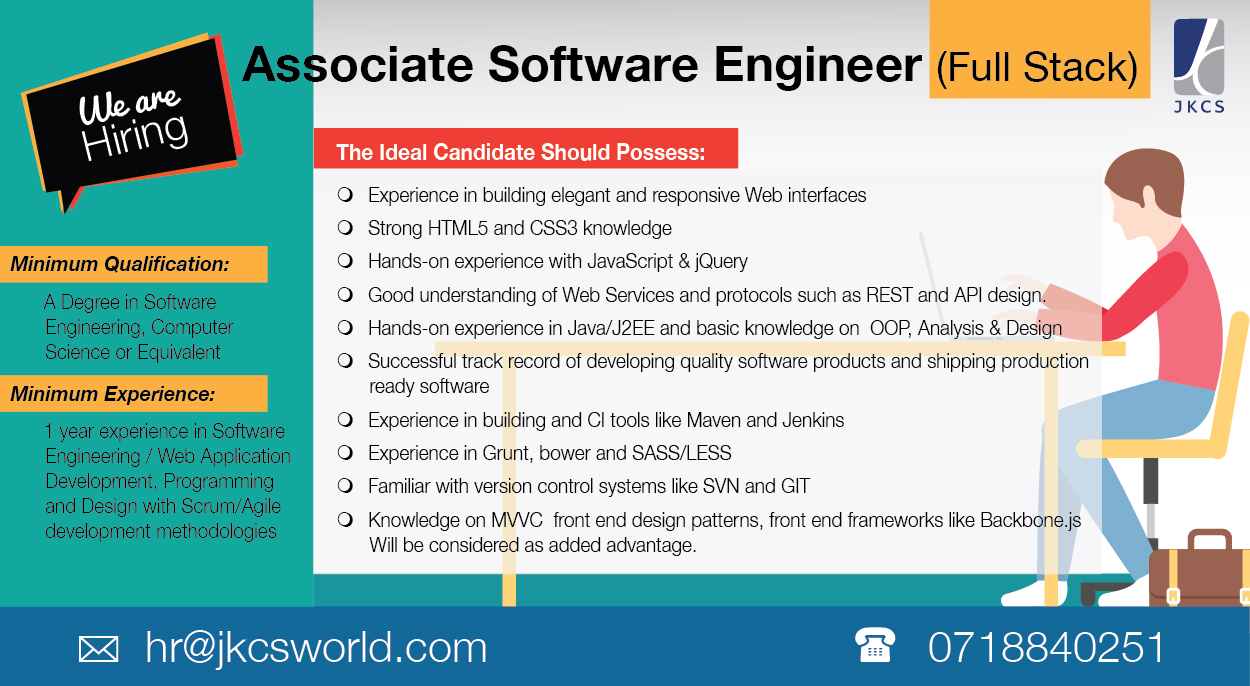 We are
Hiring
Associate Software Engineer (Full Stack)
JKCS
Minimum Qualification:
A Degree in Software
Engineering, Computer
Science or Equivalent
Minimum Experience:
1 year experience in Software
Engineering / Web Application
Development, Programming
and Design with Scrum/Agile
development methodologies
The Ideal Candidate Should Possess:
Experience in building elegant and responsive Web interfaces
Strong HTML5 and CSS3 knowledge
Hands-on experience with JavaScript & jQuery
Good understanding of Web Services and protocols such as REST and API design.
Hands-on experience in Java/J2EE and basic knowledge on OOP, Analysis & Design
Successful track record of developing quality software products and shipping production
ready software
Experience in building and CI tools like Maven and Jenkins
Experience in Grunt, bower and SASS/LESS
Familiar with version control systems like SVN and GIT
Knowledge on MVVC front end design patterns, front end frameworks like Backbone.js
Will be considered as added advantage.
hr@jkcsworld.com
0718840251